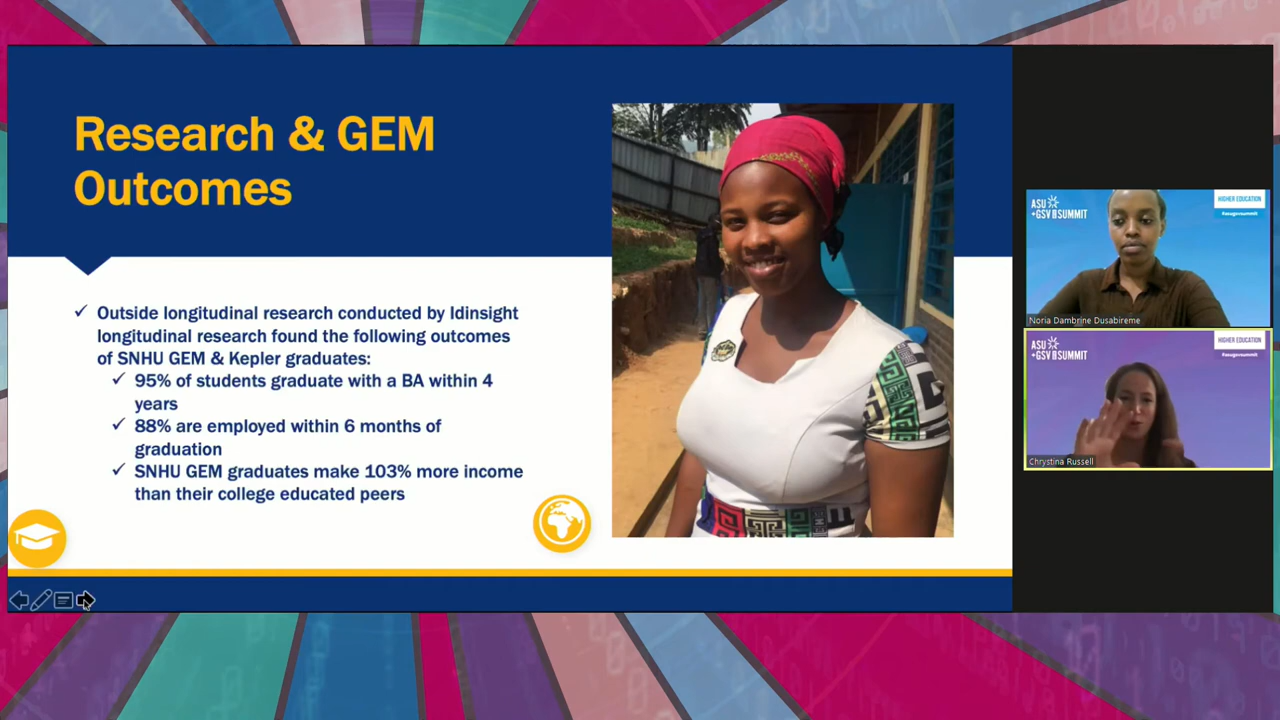 Research & GEM
Outcomes
✓ Outside longitudinal research conducted by Idinsight
longitudinal research found the following outcomes
of SNHU GEM & Kepler graduates:
✓ 95% of students graduate with a BA within 4
years
✓ 88% are employed within 6 months of
graduation
✓ SNHU GEM graduates make 103% more income
than their college educated peers
ASU
+GSV SUMMIT
HIGHER EDUCATION
#asugsvsummit
Noria Dambrine Dusabireme
ASU
+GSV SUMMIT
HIGHER EDUCATION
#asugsvsummit
Chrystina Russell